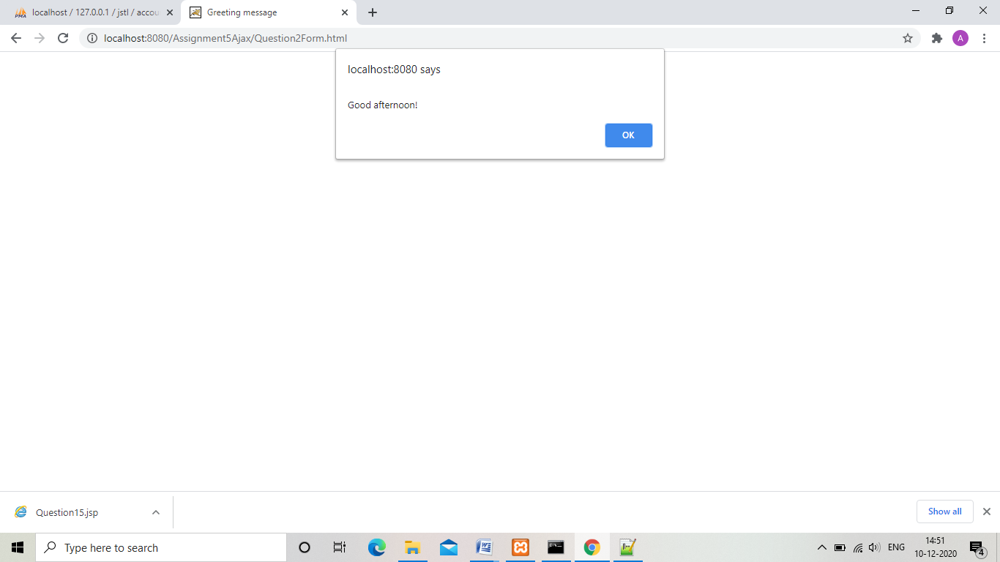 localhost / 127.0.0.1 / jstl / accou
Greeting message
localhost:8080/Assignment5Ajax/Question2Form.html
A
localhost:8080 says
Good afternoon!
OK
Question15.jsp
Show all
Type here to search
ENG
14:51
10-12-2020
4